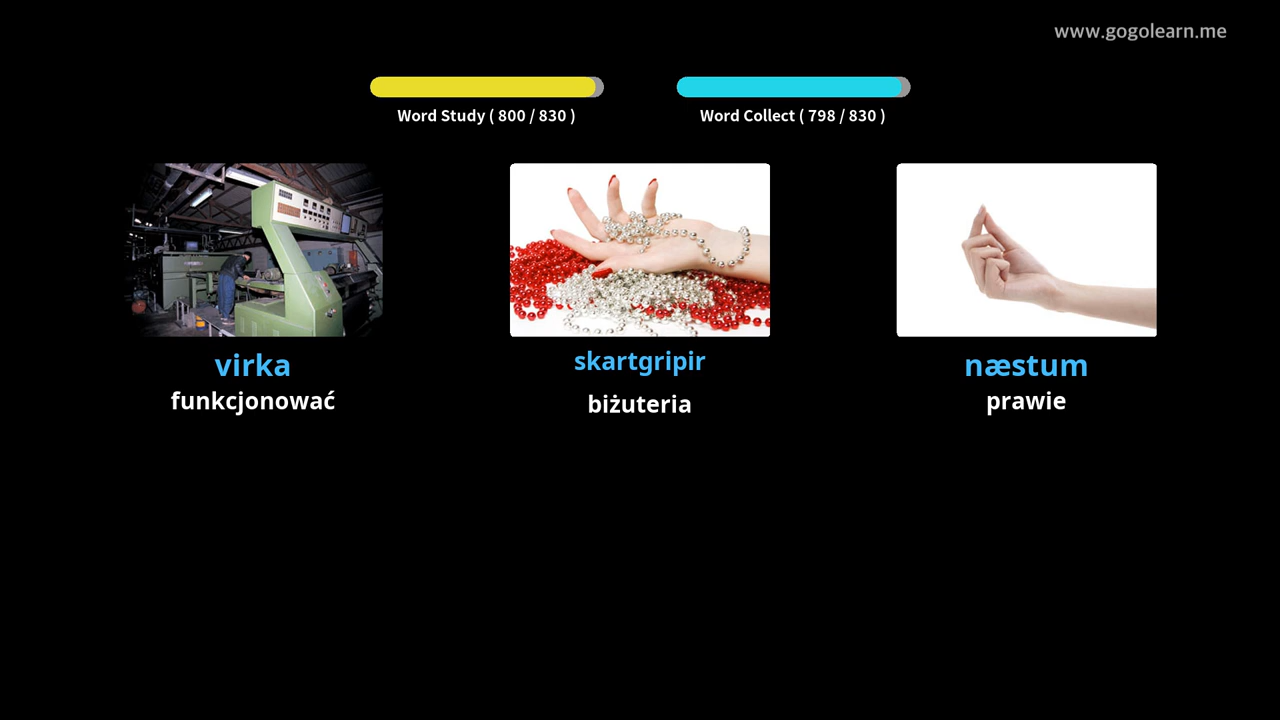 www.gogolearn.me
Word Study ( 800 / 830 )
Word Collect ( 798 / 830 )
virka
funkcjonować
skartgripir
biżuteria
næstum
prawie